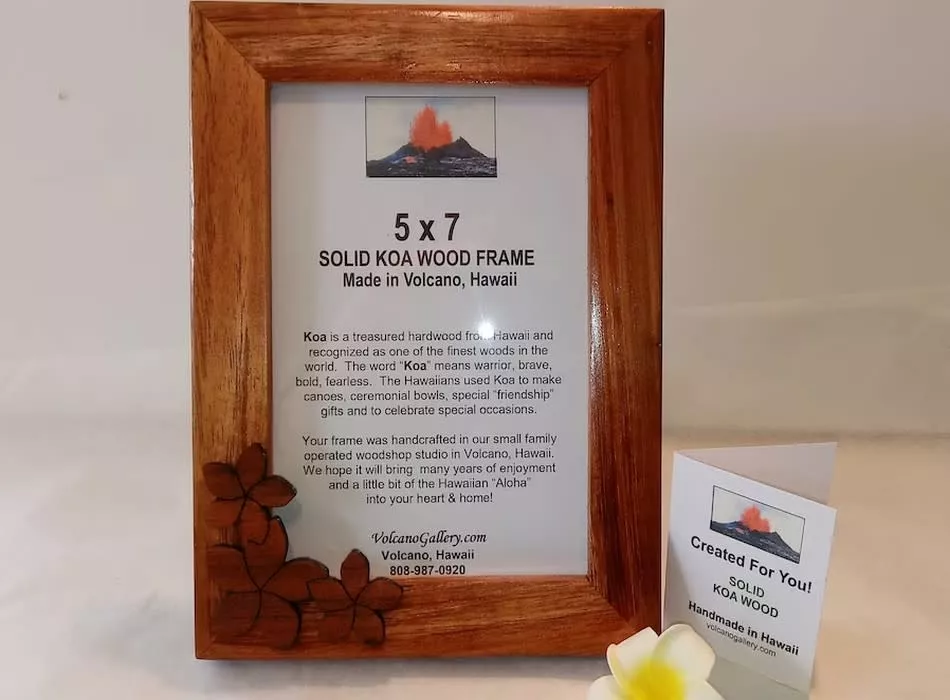 5 x 7
SOLID KOA WOOD FRAME
Made in Volcano, Hawaii
Koa is a treasured hardwood from Hawaii and
recognized as one of the finest woods in the
world. The word “Koa” means warrior, brave,
bold, fearless. The Hawaiians used Koa to make
canoes, ceremonial bowls, special “friendship”
gifts and to celebrate special occasions.
Your frame was handcrafted in our small family
operated woodshop studio in Volcano, Hawaii.
We hope it will bring many years of enjoyment
and a little bit of the Hawaiian “Aloha”
into your heart & home!
VolcanoGallery.com
Volcano, Hawaii
808-987-0920
Created For You!
SOLID
KOA WOOD
Handmade in Hawaii
volcanogallery.com